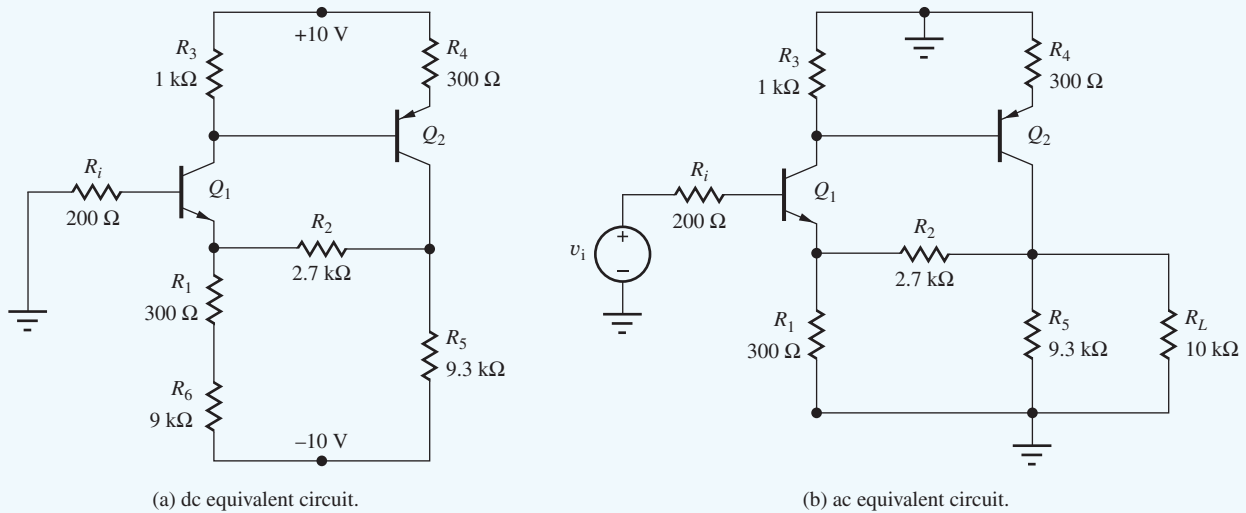 +10 V
R3
1 kΩ
R4
300 Ω
Q2
Ri
200 Ω
Q1
R2
2.7 kΩ
R1
300 Ω
R5
9.3 kΩ
R6
9 kΩ
–10 V
(a) dc equivalent circuit.
R3
1 kΩ
R4
300 Ω
Q2
Ri
200 Ω
Q1
vi
+
–
R2
2.7 kΩ
R1
300 Ω
R5
9.3 kΩ
RL
10 kΩ
(b) ac equivalent circuit.